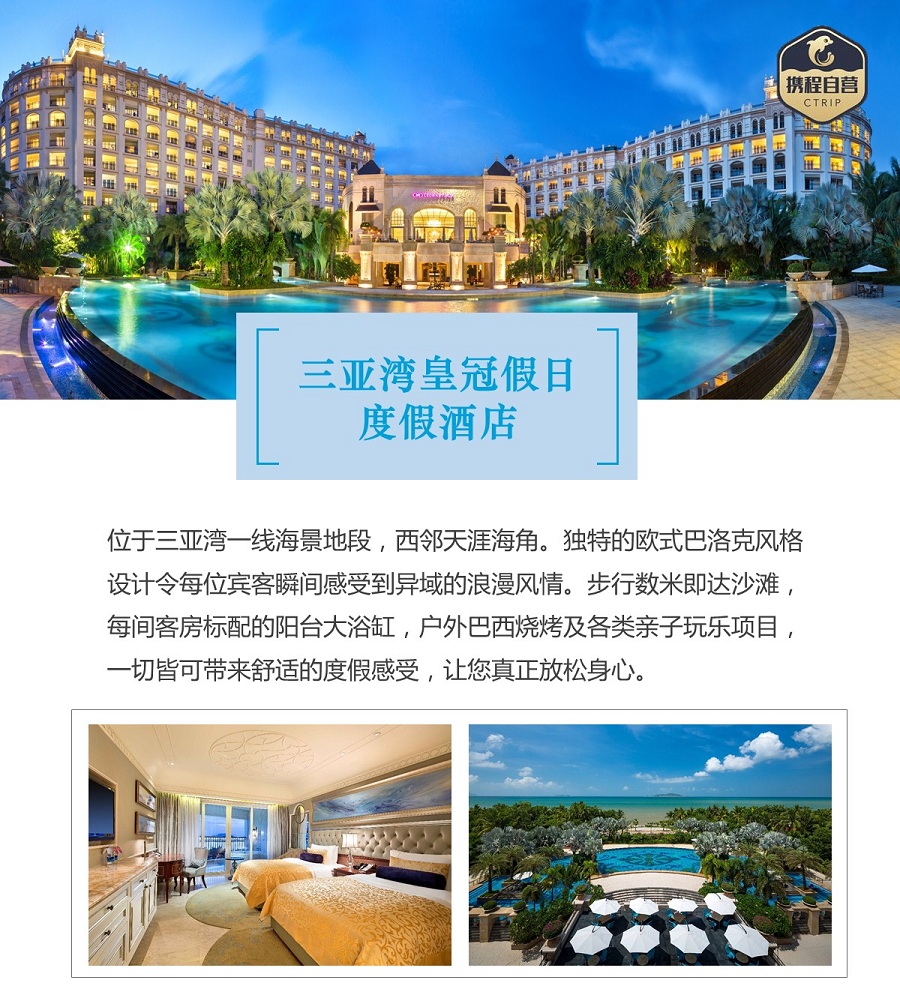 携程自营
CTRIP
三亚湾皇冠假日
度假酒店
位于三亚湾一线海景地段，西邻天涯海角。独特的欧式巴洛克风格
设计令每位宾客瞬间感受到异域的浪漫风情。步行数米即达沙滩，
每间客房标配的阳台大浴缸，户外巴西烧烤及各类亲子玩乐项目，
一切皆可带来舒适的度假感受，让您真正放松身心。